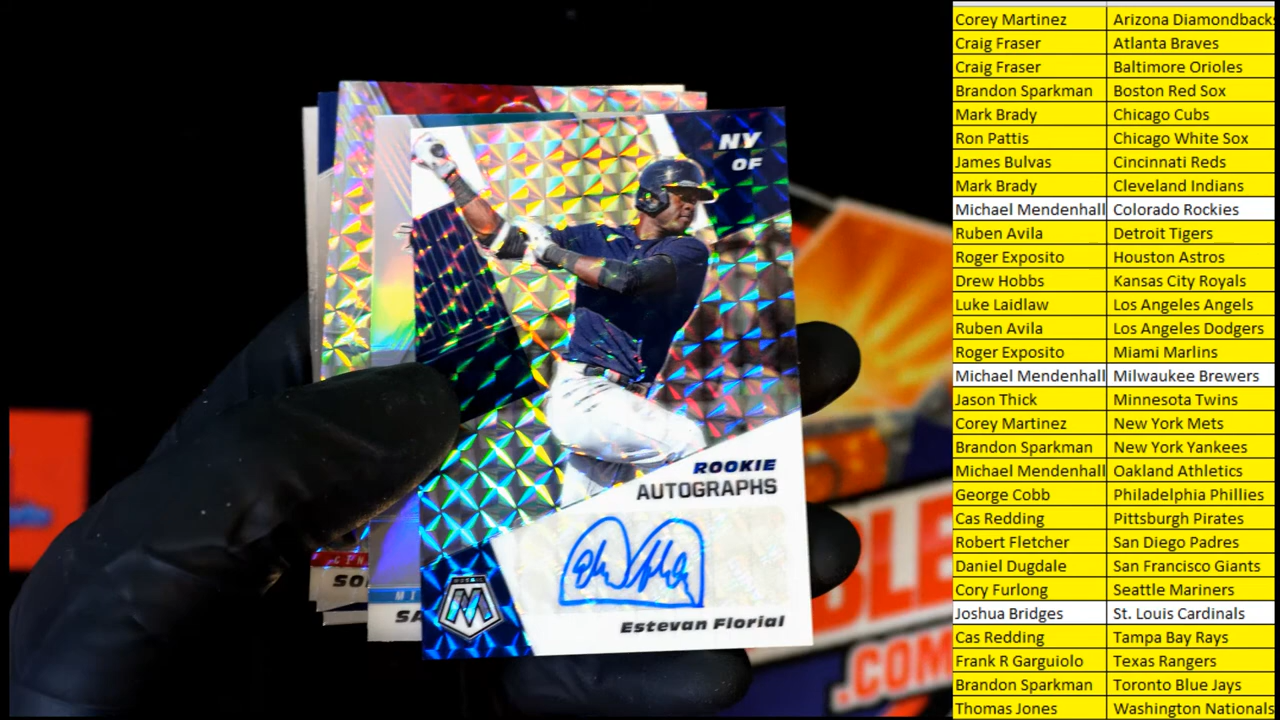 NY
OF
ROOKIE
AUTOGRAPHS
MOSAIC
M
Estevan Florial
CIN
SO
MI
SA
BLE
.COM
Corey Martinez Arizona Diamondbacks
Craig Fraser Atlanta Braves
Craig Fraser Baltimore Orioles
Brandon Sparkman Boston Red Sox
Mark Brady Chicago Cubs
Ron Pattis Chicago White Sox
James Bulvas Cincinnati Reds
Mark Brady Cleveland Indians
Michael Mendenhall Colorado Rockies
Ruben Avila Detroit Tigers
Roger Exposito Houston Astros
Drew Hobbs Kansas City Royals
Luke Laidlaw Los Angeles Angels
Ruben Avila Los Angeles Dodgers
Roger Exposito Miami Marlins
Michael Mendenhall Milwaukee Brewers
Jason Thick Minnesota Twins
Corey Martinez New York Mets
Brandon Sparkman New York Yankees
Michael Mendenhall Oakland Athletics
George Cobb Philadelphia Phillies
Cas Redding Pittsburgh Pirates
Robert Fletcher San Diego Padres
Daniel Dugdale San Francisco Giants
Cory Furlong Seattle Mariners
Joshua Bridges St. Louis Cardinals
Cas Redding Tampa Bay Rays
Frank R Garguiolo Texas Rangers
Brandon Sparkman Toronto Blue Jays
Thomas Jones Washington Nationals